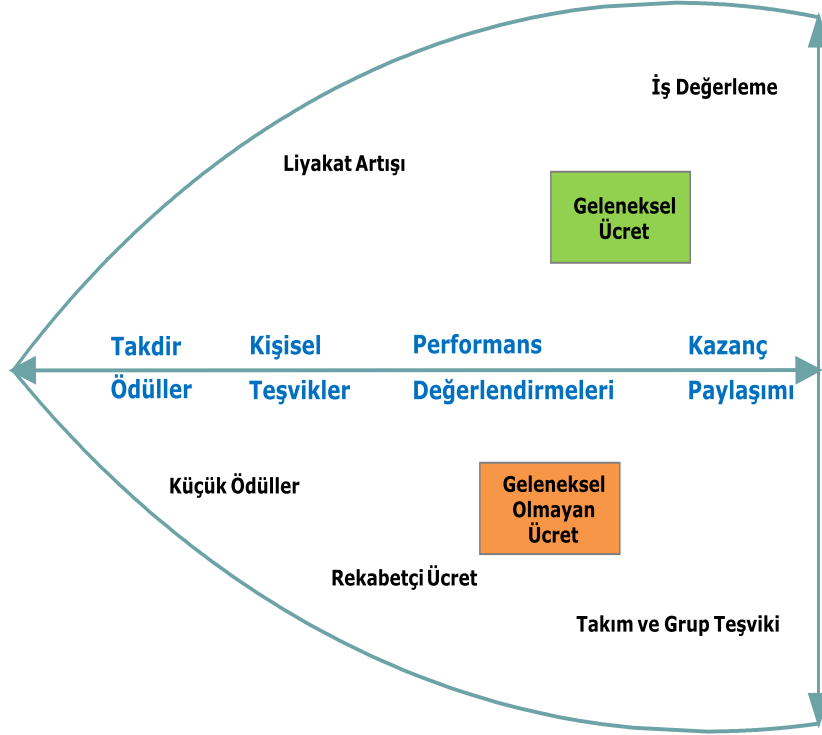 İş Değerleme
Liyakat Artışı
Geleneksel
Ücret
Takdir
Ödüller
Kişisel
Teşvikler
Performans
Değerlendirmeleri
Kazanç
Paylaşımı
Küçük Ödüller
Geleneksel
Olmayan
Ücret
Rekabetçi Ücret
Takım ve Grup Teşviki